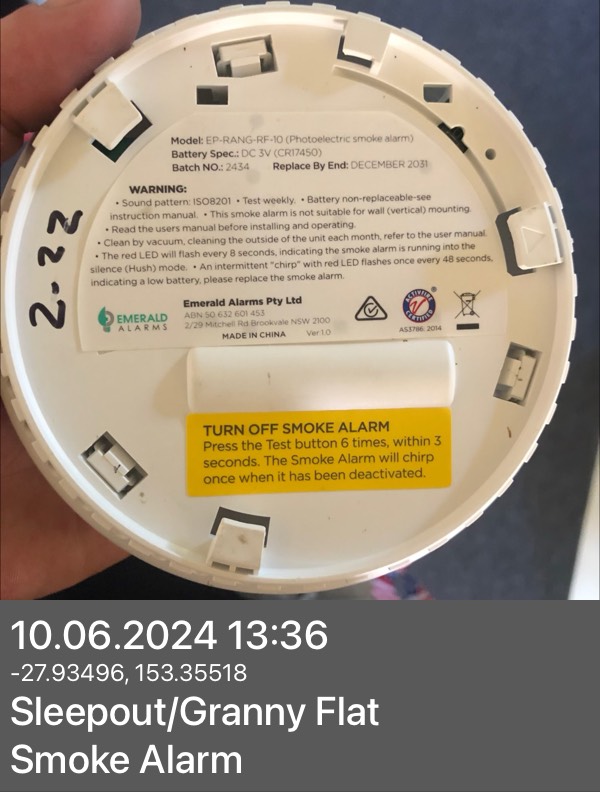 Model: EP-RANG-RF-10 (Photoelectric smoke alarm)
Battery Spec.: DC 3V (CR17450)
Batch NO.: 2434 Replace By End: DECEMBER 2031
WARNING:
• Sound pattern: ISO8201 • Test weekly. • Battery non-replaceable-see
instruction manual. • This smoke alarm is not suitable for wall (vertical) mounting.
• Read the users manual before installing and operating.
• Clean by vacuum, cleaning the outside of the unit each month, refer to the user manual.
• The red LED will flash every 8 seconds, indicating the smoke alarm is running into the
silence (Hush) mode. • An intermittent "chirp" with red LED flashes once every 48 seconds,
indicating a low battery, please replace the smoke alarm.
2-22
EMERALD
ALARMS
Emerald Alarms Pty Ltd
ABN 50 632 601 453
2/29 Mitchell Rd Brookvale NSW 2100
MADE IN CHINA Ver 1.0
ACTIVFIRE
CERTIFIED
AS3786: 2014
TURN OFF SMOKE ALARM
Press the Test button 6 times, within 3
seconds. The Smoke Alarm will chirp
once when it has been deactivated.
10.06.2024 13:36
-27.93496, 153.35518
Sleepout/Granny Flat
Smoke Alarm